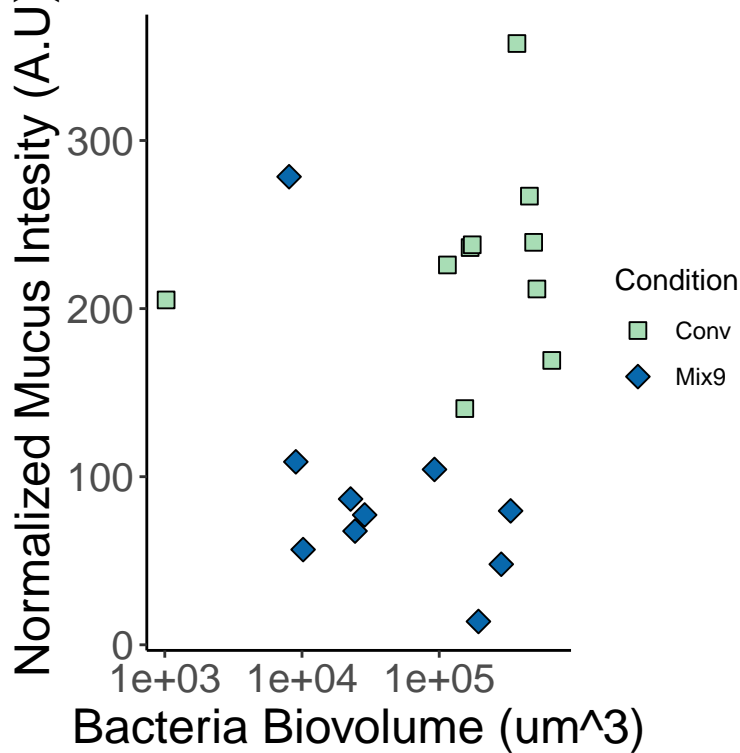 Normalized Mucus Intesity (A.U)
300
200
100
0
1e+03 1e+04 1e+05
Bacteria Biovolume (um^3)
Condition
Conv
Mix9